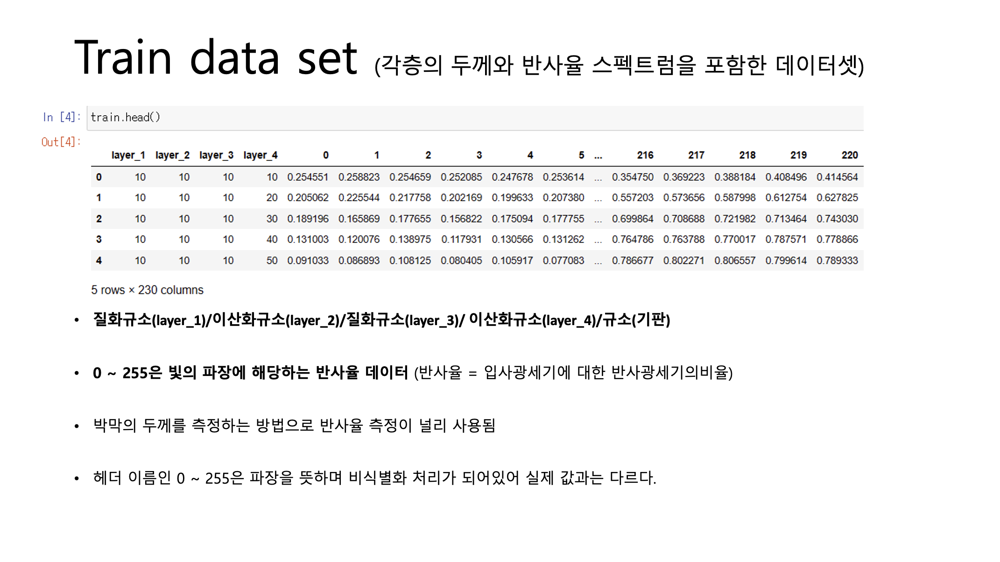 Train data set (각층의 두께와 반사율 스펙트럼을 포함한 데이터셋)
In [4]: train.head()
Out[4]:
layer_1 layer_2 layer_3 layer_4 0 1 2 3 4 5 ... 216 217 218 219 220
0 10 10 10 10 0.254551 0.258823 0.254659 0.252085 0.247678 0.253614 ... 0.354750 0.369223 0.388184 0.408496 0.414564
1 10 10 10 20 0.205062 0.225544 0.217758 0.202169 0.199633 0.207380 ... 0.557203 0.573656 0.587998 0.612754 0.627825
2 10 10 10 30 0.189196 0.165869 0.177655 0.156822 0.175094 0.177755 ... 0.699864 0.708688 0.721982 0.713464 0.743030
3 10 10 10 40 0.131003 0.120076 0.138975 0.117931 0.130566 0.131262 ... 0.764786 0.763788 0.770017 0.787571 0.778866
4 10 10 10 50 0.091033 0.086893 0.108125 0.080405 0.105917 0.077083 ... 0.786677 0.802271 0.806557 0.799614 0.789333
5 rows × 230 columns
• 질화규소(layer_1)/이산화규소(layer_2)/질화규소(layer_3)/ 이산화규소(layer_4)/규소(기판)
• 0 ~ 255은 빛의 파장에 해당하는 반사율 데이터 (반사율 = 입사광세기에 대한 반사광세기의비율)
• 박막의 두께를 측정하는 방법으로 반사율 측정이 널리 사용됨
• 헤더 이름인 0 ~ 255은 파장을 뜻하며 비식별화 처리가 되어있어 실제 값과는 다르다.